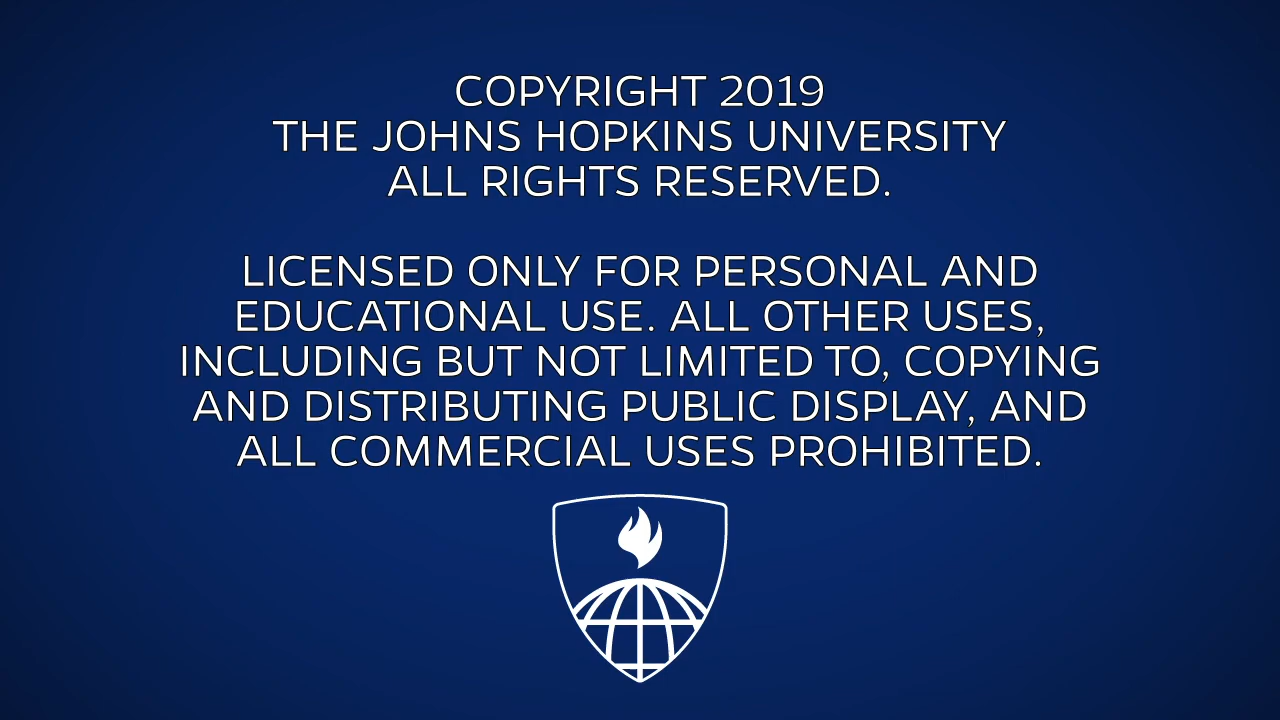 COPYRIGHT 2019
THE JOHNS HOPKINS UNIVERSITY
ALL RIGHTS RESERVED.
LICENSED ONLY FOR PERSONAL AND
EDUCATIONAL USE. ALL OTHER USES,
INCLUDING BUT NOT LIMITED TO, COPYING
AND DISTRIBUTING PUBLIC DISPLAY, AND
ALL COMMERCIAL USES PROHIBITED.